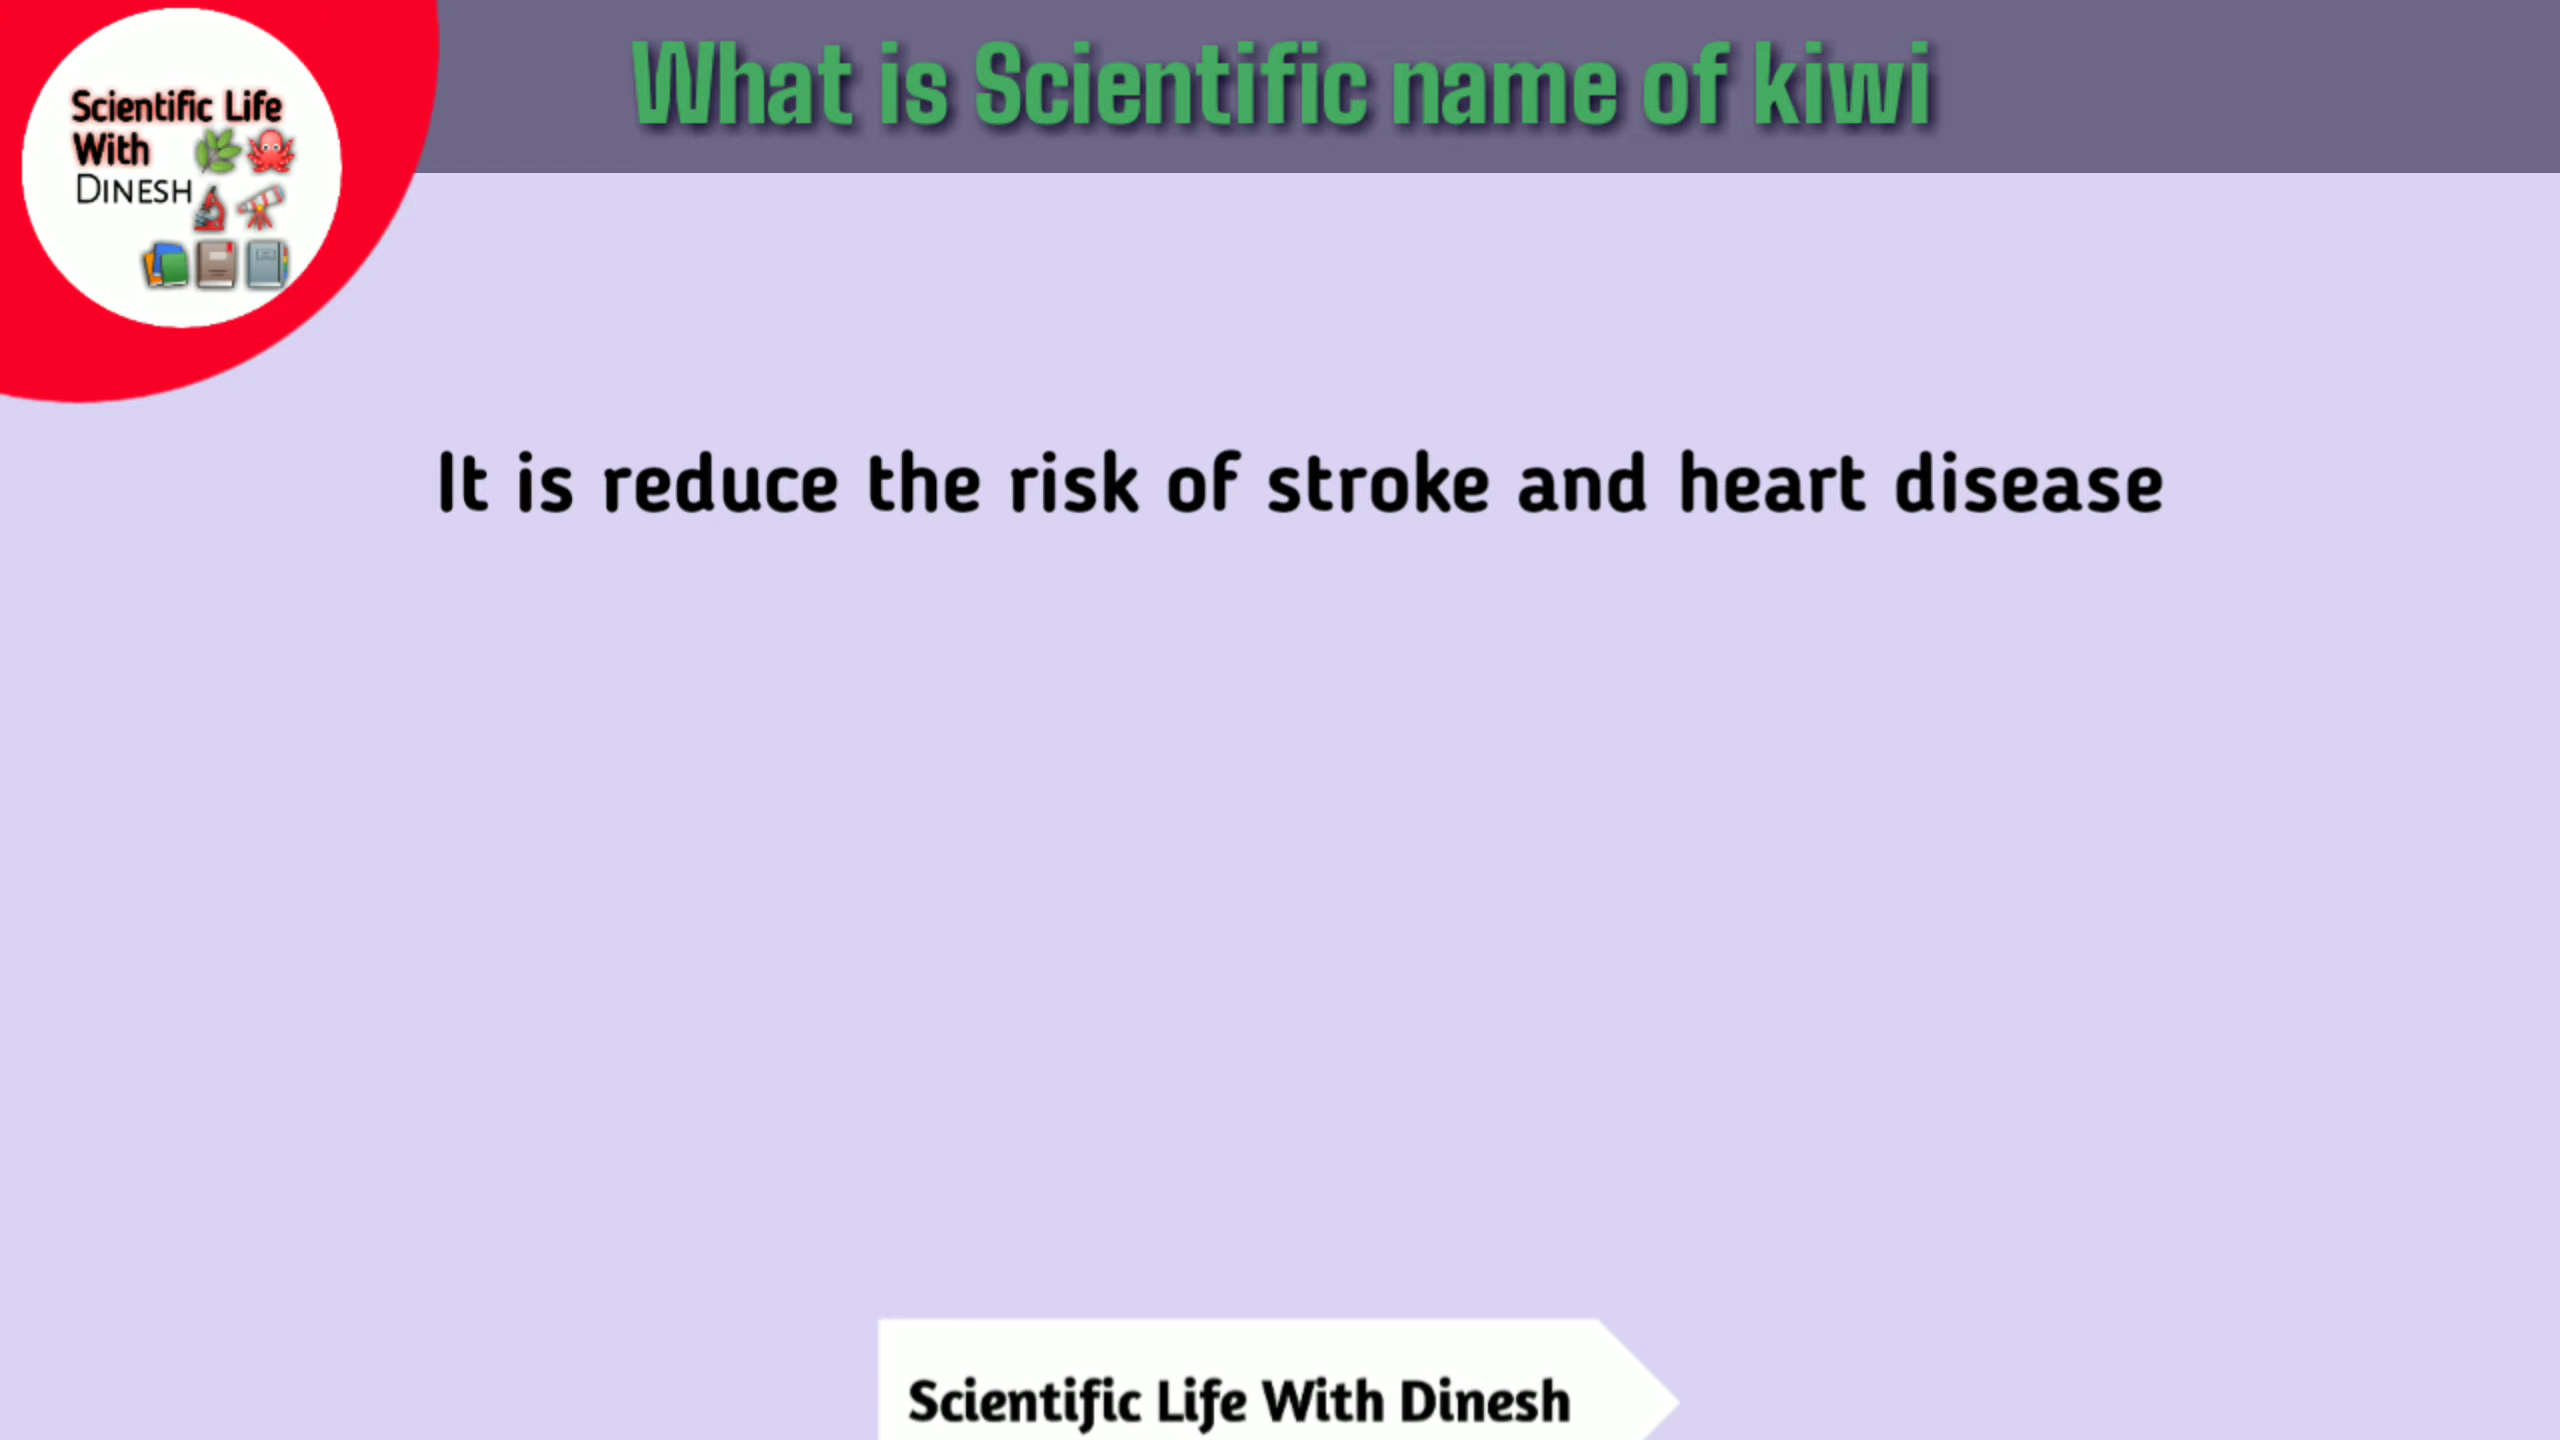 What is Scientific name of kiwi
Scientific Life
With
DINESH
It is reduce the risk of stroke and heart disease
Scientific Life With Dinesh